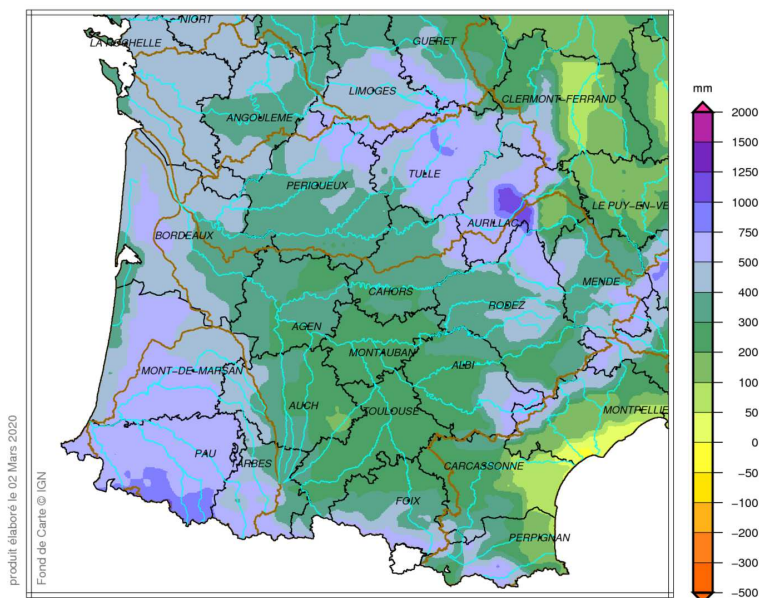 NIORT
LA ROCHELLE
GUERET
LIMOGES
CLERMONT-FERRAND
ANGOULEME
TULLE
PERIGUEUX
LE PUY-EN-VE
AURILLAC
BORDEAUX
MENDE
CAHORS
RODEZ
AGEN
MONTAUBAN
ALBI
MONT-DE-MARSAN
AUCH
TOULOUSE
MONTPELLIE
PAU
TARBES
CARCASSONNE
FOIX
PERPIGNAN
mm
2000
1500
1250
1000
750
500
400
300
200
100
50
0
-50
-100
-200
-300
-500
produit élaboré le 02 Mars 2020
Fond de Carte © IGN